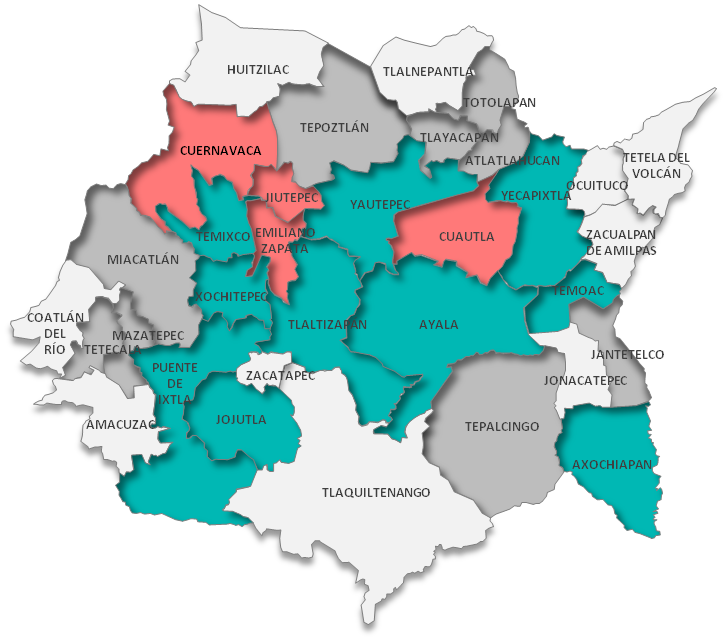 HUITZILAC
TLALNEPANTLA
TOTOLAPAN
TEPOZTLÁN
TLAYACAPAN
CUERNAVACA
ATLATLAHUCAN
TETELA DEL
VOLCÁN
OCUITUCO
JIUTEPEC
YECAPIXTLA
YAUTEPEC
EMILIANO
ZAPATA
TEMIXCO
CUAUTLA
ZACUALPAN
DE AMILPAS
MIACATLÁN
XOCHITEPEC
TEMOAC
COATLÁN
DEL
RÍO
MAZATEPEC
TETECALA
TLALTIZAPÁN
AYALA
JANTETELCO
PUENTE
DE
IXTLA
ZACATAPEC
JONACATEPEC
AMACUZAC
JOJUTLA
TEPALCINGO
AXOCHIAPAN
TLAQUILTENANGO